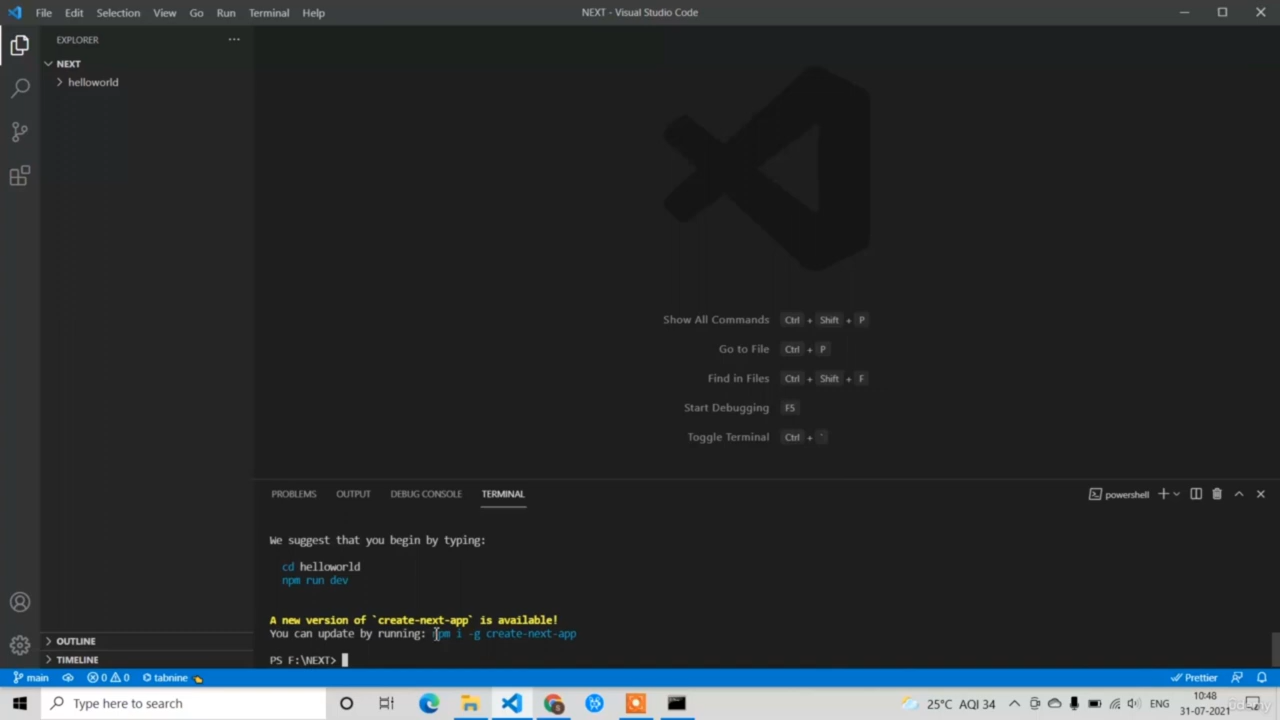 File Edit Selection View Go Run Terminal Help
NEXT - Visual Studio Code
EXPLORER
NEXT
helloworld
Show All Commands Ctrl + Shift + P
Go to File Ctrl + P
Find in Files Ctrl + Shift + F
Start Debugging F5
Toggle Terminal Ctrl + `
PROBLEMS OUTPUT DEBUG CONSOLE TERMINAL
powershell
We suggest that you begin by typing:
cd helloworld
npm run dev
A new version of `create-next-app` is available!
You can update by running: npm i -g create-next-app
PS F:\NEXT>
OUTLINE
TIMELINE
main 0 0 tabnine
Prettier
Type here to search
25°C AQI 34
ENG
10:48
31-07-2021
Udemy